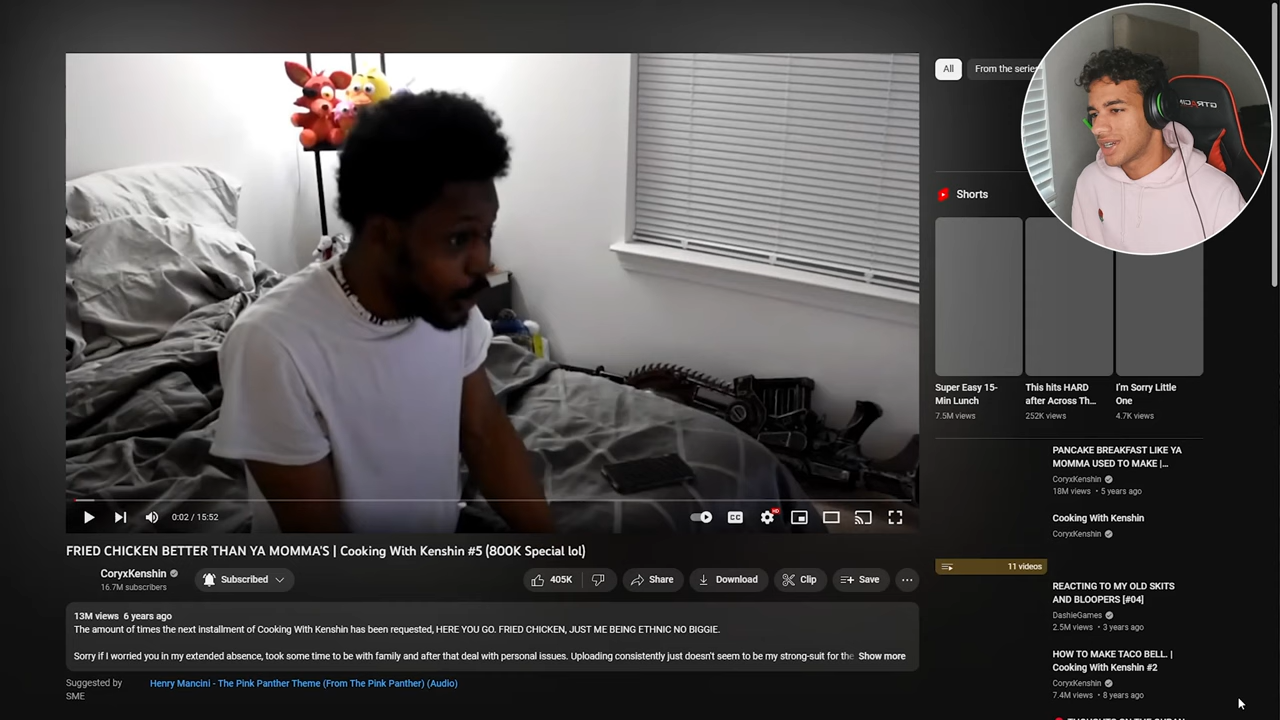 All
From the serie
GTRACI
Shorts
Super Easy 15-
Min Lunch
7.5M views
This hits HARD
after Across Th...
252K views
I'm Sorry Little
One
4.7K views
PANCAKE BREAKFAST LIKE YA
MOMMA USED TO MAKE |...
CoryxKenshin
18M views • 5 years ago
Cooking With Kenshin
CoryxKenshin
11 videos
REACTING TO MY OLD SKITS
AND BLOOPERS [#04]
DashieGames
2.5M views • 3 years ago
HOW TO MAKE TACO BELL. |
Cooking With Kenshin #2
CoryxKenshin
7.4M views • 8 years ago
0:02 / 15:52
CC
HD
FRIED CHICKEN BETTER THAN YA MOMMA'S | Cooking With Kenshin #5 (800K Special lol)
CoryxKenshin
16.7M subscribers
Subscribed
405K
Share
Download
Clip
Save
13M views 6 years ago
The amount of times the next installment of Cooking With Kenshin has been requested, HERE YOU GO. FRIED CHICKEN, JUST ME BEING ETHNIC NO BIGGIE.
Sorry if I worried you in my extended absence, took some time to be with family and after that deal with personal issues. Uploading consistently just doesn't seem to be my strong-suit for the Show more
Suggested by
SME
Henry Mancini - The Pink Panther Theme (From The Pink Panther) (Audio)